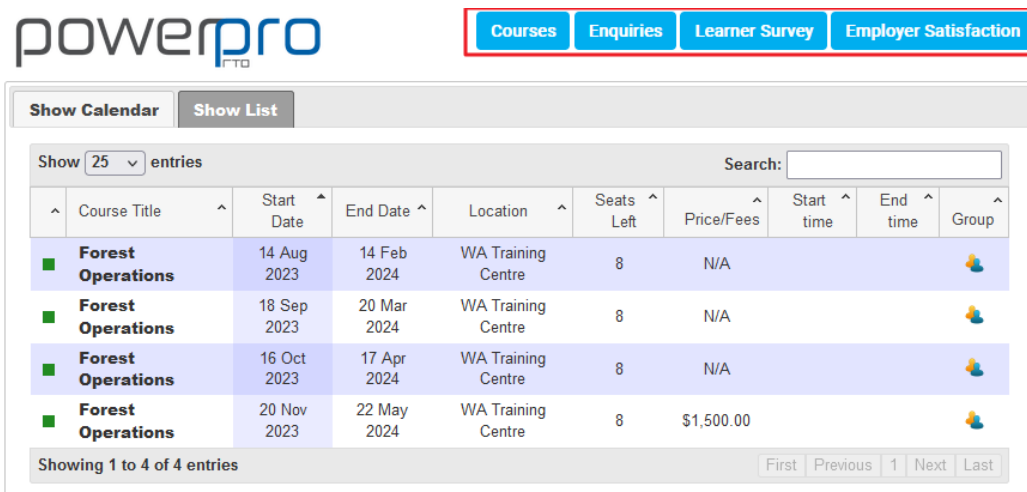 powerpro
RTO
Courses Enquiries Learner Survey Employer Satisfaction
Show Calendar Show List
Show 25 entries Search:
Course Title Start Date End Date Location Seats Left Price/Fees Start time End time Group
Forest Operations 14 Aug 2023 14 Feb 2024 WA Training Centre 8 N/A
Forest Operations 18 Sep 2023 20 Mar 2024 WA Training Centre 8 N/A
Forest Operations 16 Oct 2023 17 Apr 2024 WA Training Centre 8 N/A
Forest Operations 20 Nov 2023 22 May 2024 WA Training Centre 8 $1,500.00
Showing 1 to 4 of 4 entries First Previous 1 Next Last